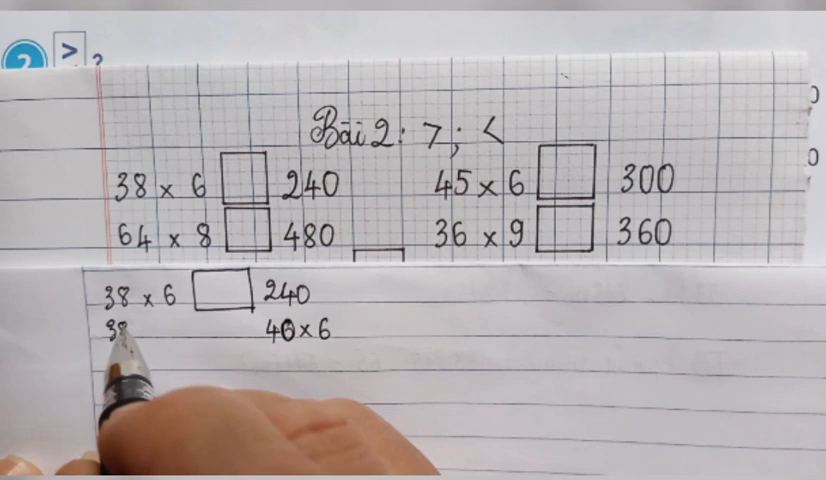 2 > ?
Bài 2: >; <
38 x 6 □ 240 45 x 6 □ 300
64 x 8 □ 480 36 x 9 □ 360
38 x 6 □ 240
38 40 x 6